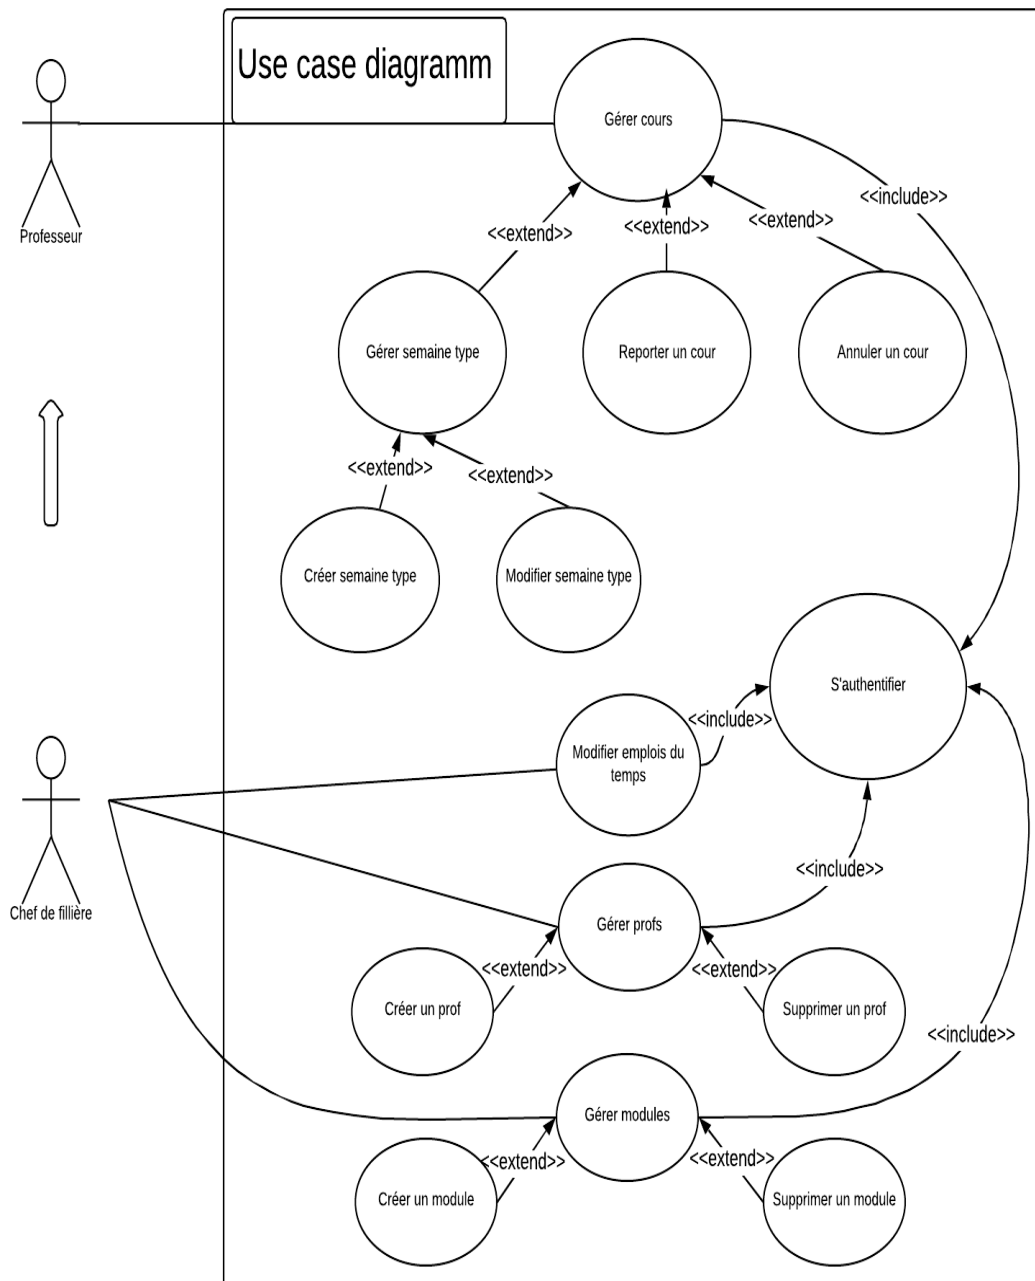 Use case diagramm
Gérer cours
<<include>>
Professeur
<<extend>>
<<extend>>
<<extend>>
Gérer semaine type
Reporter un cour
Annuler un cour
<<extend>>
<<extend>>
Créer semaine type
Modifier semaine type
S'authentifier
<<include>>
Modifier emplois du
temps
Chef de fillière
<<include>>
Gérer profs
<<extend>>
<<extend>>
Créer un prof
Supprimer un prof
<<include>>
Gérer modules
<<extend>>
<<extend>>
Créer un module
Supprimer un module